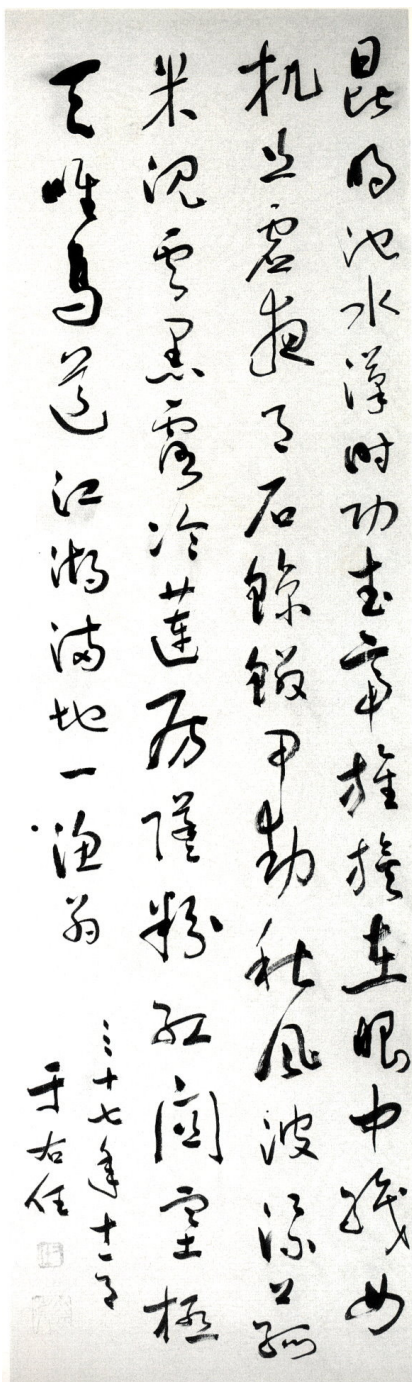 昆明池水漢時功武帝旌旗在眼中織女
机絲虛夜月石鯨鱗甲動秋風波漂菰
米沈雲黑露冷蓮房墜粉紅關塞極
天唯鳥道江湖滿地一漁翁
三十七年十一月
于右任